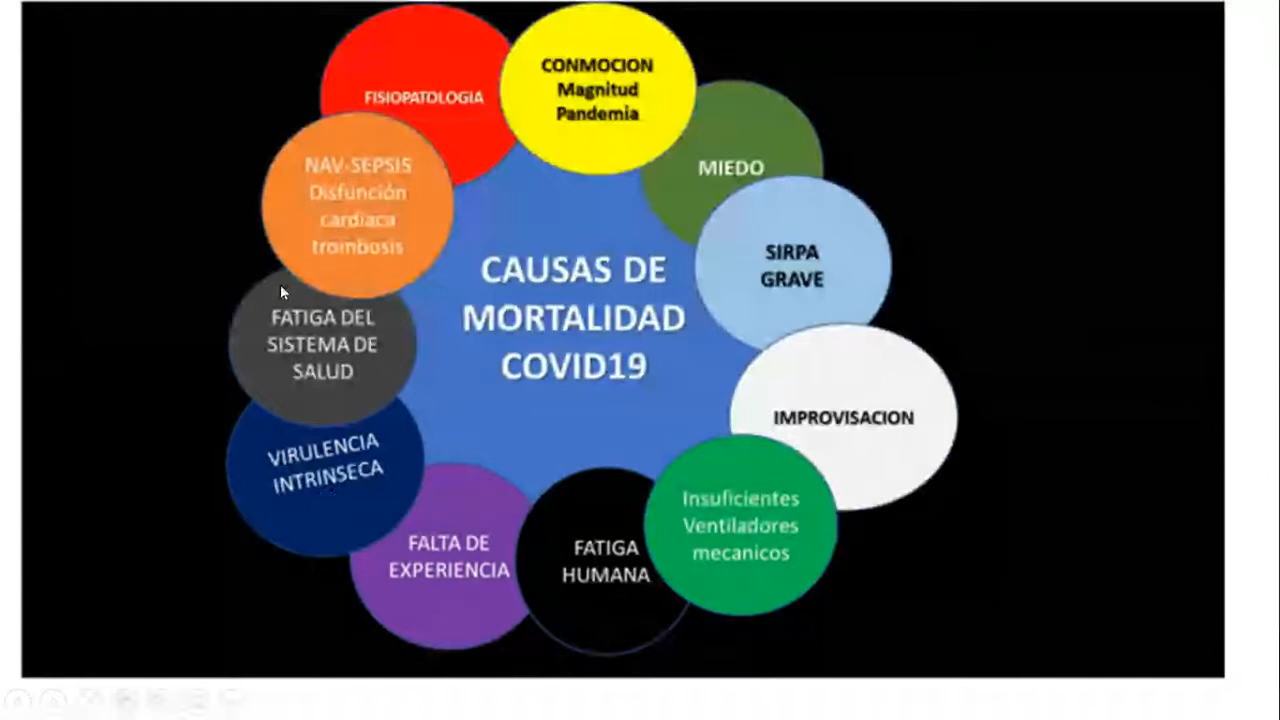 CAUSAS DE
MORTALIDAD
COVID19
CONMOCION
Magnitud
Pandemia
MIEDO
SIRPA
GRAVE
IMPROVISACION
Insuficientes
Ventiladores
mecanicos
FATIGA
HUMANA
FALTA DE
EXPERIENCIA
VIRULENCIA
INTRINSECA
FATIGA DEL
SISTEMA DE
SALUD
NAV-SEPSIS
Disfunción
cardiaca
trombosis
FISIOPATOLOGIA